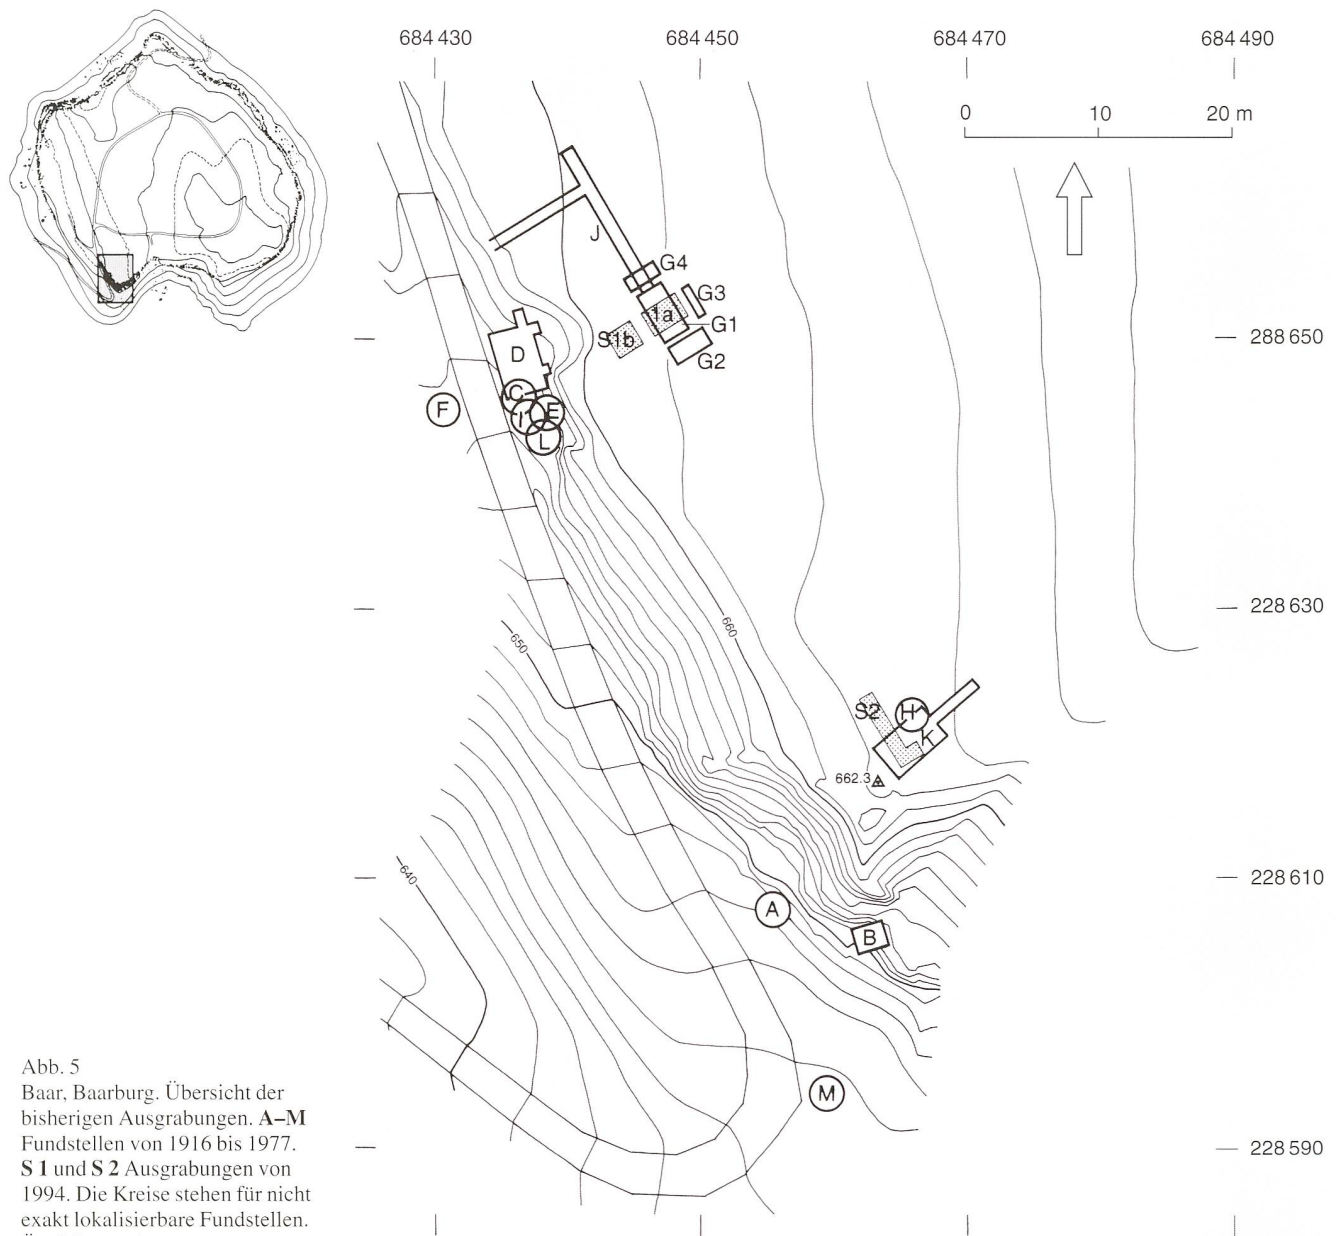 684 430 684 450 684 470 684 490
0 10 20 m
J
G4
G3
1a
G1
S1b
G2
288 650
D
C
F
I
E
L
228 630
660
650
S2
H
K
662.3
640
228 610
A
B
M
228 590
Abb. 5
Baar, Baarburg. Übersicht der
bisherigen Ausgrabungen. A–M
Fundstellen von 1916 bis 1977.
S 1 und S 2 Ausgrabungen von
1994. Die Kreise stehen für nicht
exakt lokalisierbare Fundstellen.